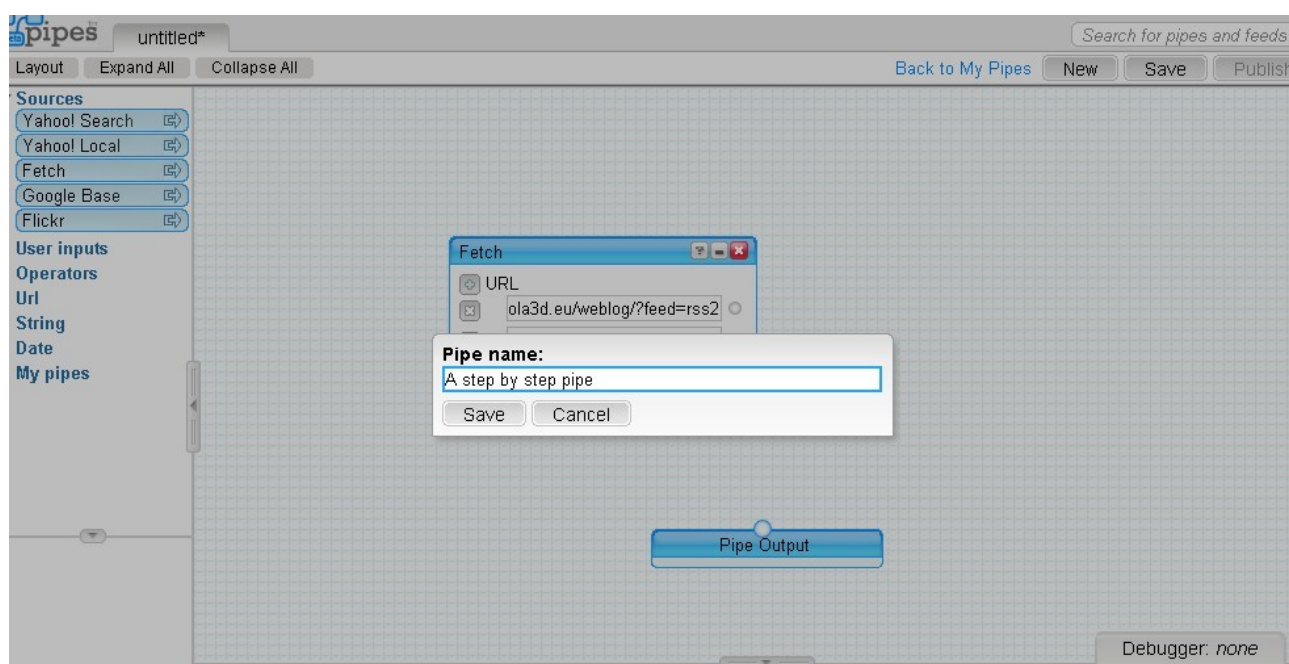 pipes
untitled*
Search for pipes and feeds
Layout Expand All Collapse All
Back to My Pipes New Save Publish
Sources
Yahoo! Search
Yahoo! Local
Fetch
Google Base
Flickr
User inputs
Operators
Url
String
Date
My pipes
Fetch
URL
ola3d.eu/weblog/?feed=rss2
Pipe name:
A step by step pipe
Save Cancel
Pipe Output
Debugger: none